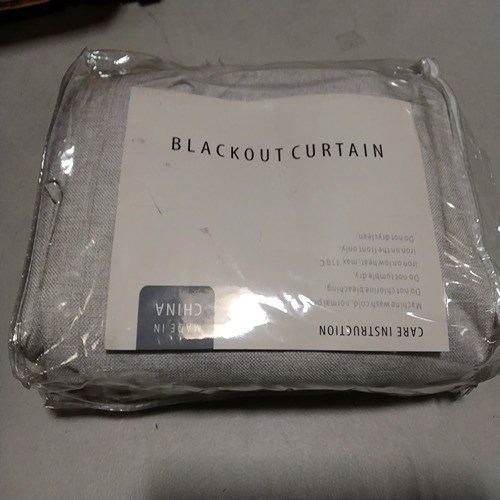 BLACKOUT CURTAIN
CARE INSTRUCTION
Machine wash cold, normal
Do not chlorine bleaching
Do not tumble dry
Iron on low heat, max 110 C
Iron on the front only
Do not dryclean
MADE IN
CHINA